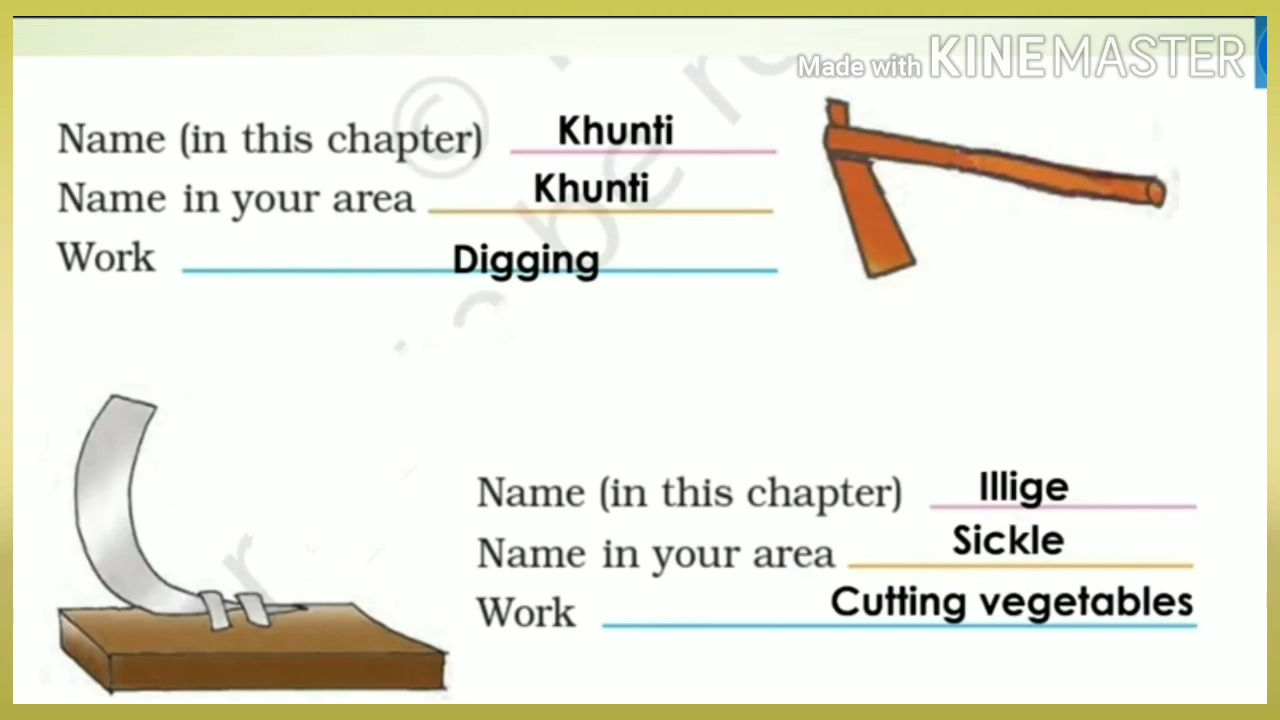 Made with KINEMASTER
Name (in this chapter) Khunti
Name in your area Khunti
Work Digging
Name (in this chapter) Illige
Name in your area Sickle
Work Cutting vegetables